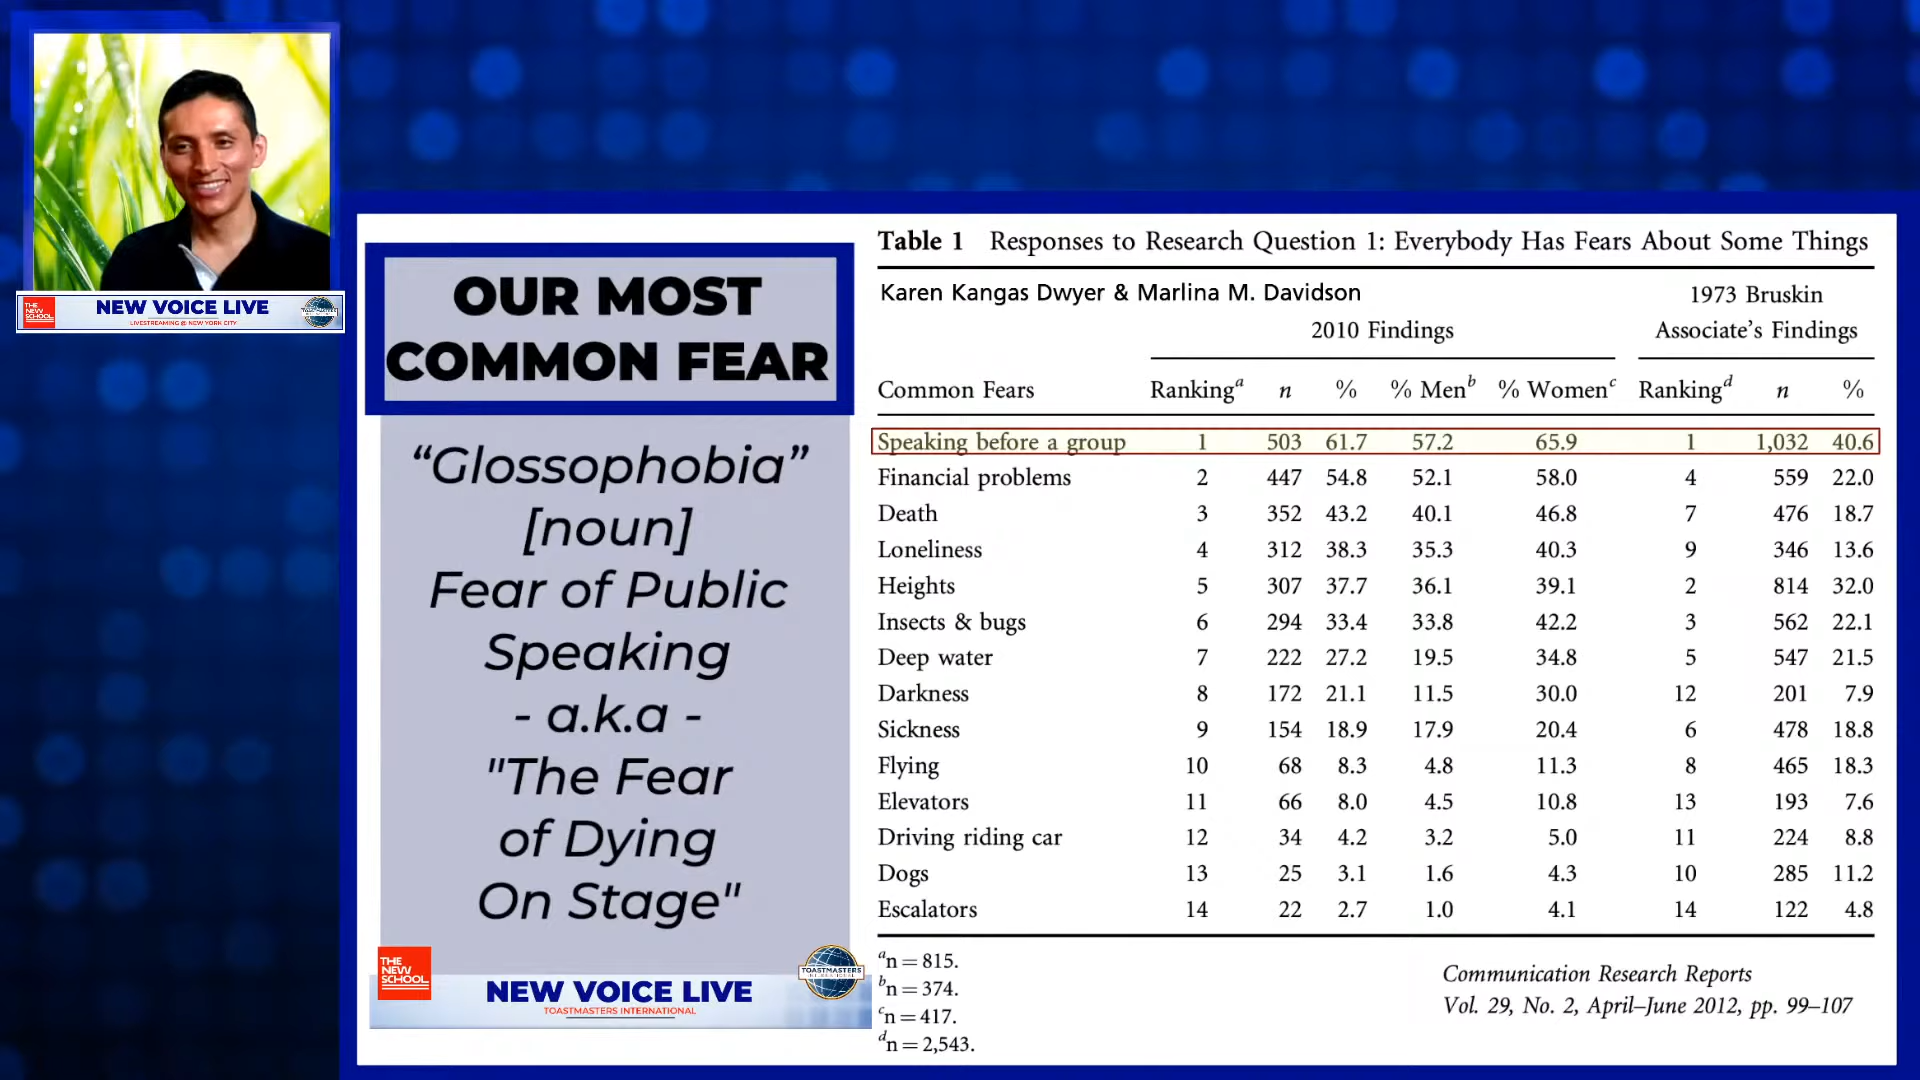 THE
NEW
SCHOOL
NEW VOICE LIVE
LIVESTREAMING @ NEW YORK CITY
OUR MOST
COMMON FEAR
“Glossophobia”
[noun]
Fear of Public
Speaking
- a.k.a -
"The Fear
of Dying
On Stage"
THE
NEW
SCHOOL
NEW VOICE LIVE
TOASTMASTERS INTERNATIONAL
TOASTMASTERS
INTERNATIONAL
Table 1 Responses to Research Question 1: Everybody Has Fears About Some Things
Karen Kangas Dwyer & Marlina M. Davidson
1973 Bruskin
2010 Findings Associate’s Findings
Common Fears Rankingᵃ n % % Menᵇ % Womenᶜ Rankingᵈ n %
Speaking before a group 1 503 61.7 57.2 65.9 1 1,032 40.6
Financial problems 2 447 54.8 52.1 58.0 4 559 22.0
Death 3 352 43.2 40.1 46.8 7 476 18.7
Loneliness 4 312 38.3 35.3 40.3 9 346 13.6
Heights 5 307 37.7 36.1 39.1 2 814 32.0
Insects & bugs 6 294 33.4 33.8 42.2 3 562 22.1
Deep water 7 222 27.2 19.5 34.8 5 547 21.5
Darkness 8 172 21.1 11.5 30.0 12 201 7.9
Sickness 9 154 18.9 17.9 20.4 6 478 18.8
Flying 10 68 8.3 4.8 11.3 8 465 18.3
Elevators 11 66 8.0 4.5 10.8 13 193 7.6
Driving riding car 12 34 4.2 3.2 5.0 11 224 8.8
Dogs 13 25 3.1 1.6 4.3 10 285 11.2
Escalators 14 22 2.7 1.0 4.1 14 122 4.8
ᵃn = 815.
ᵇn = 374.
ᶜn = 417.
ᵈn = 2,543.
Communication Research Reports
Vol. 29, No. 2, April–June 2012, pp. 99–107